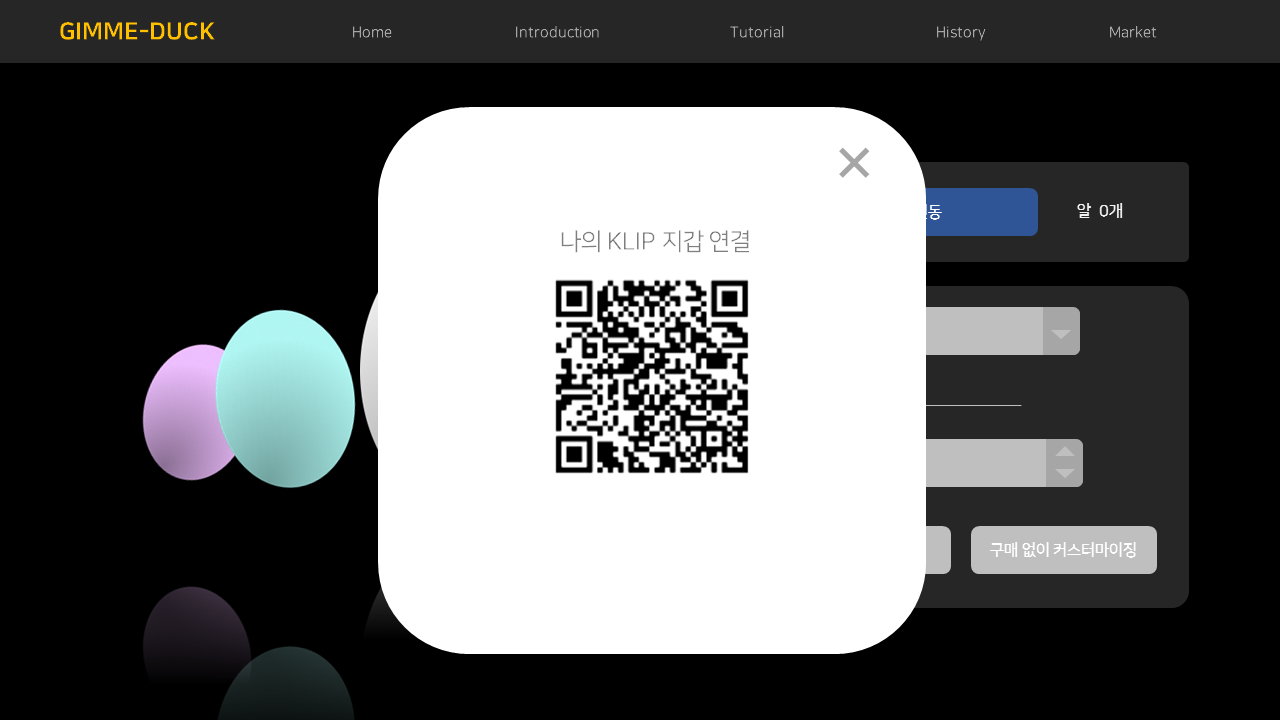 GIMME-DUCK
Home
Introduction
Tutorial
History
Market
나의 KLIP 지갑 연결
알 0개
구매 없이 커스터마이징